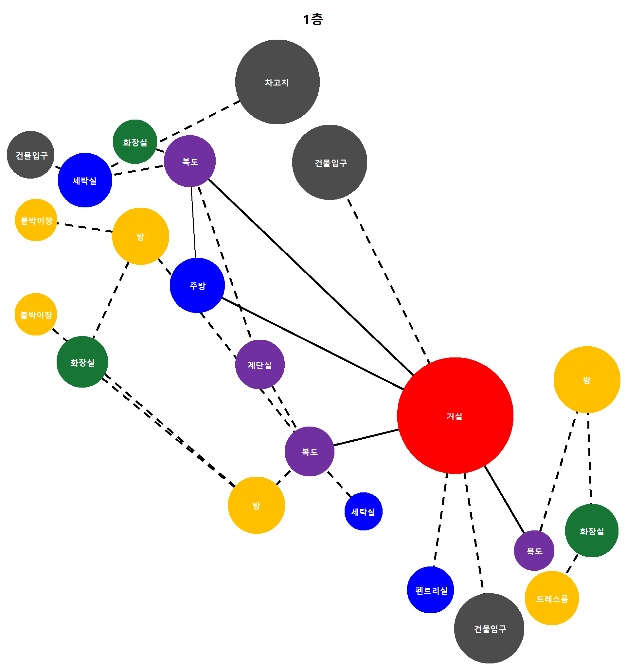 1층
차고지
화장실
건물입구
복도
건물입구
세탁실
붙박이장
방
주방
붙박이장
화장실
계단실
방
거실
복도
방
세탁실
화장실
복도
팬트리실
드레스룸
건물입구